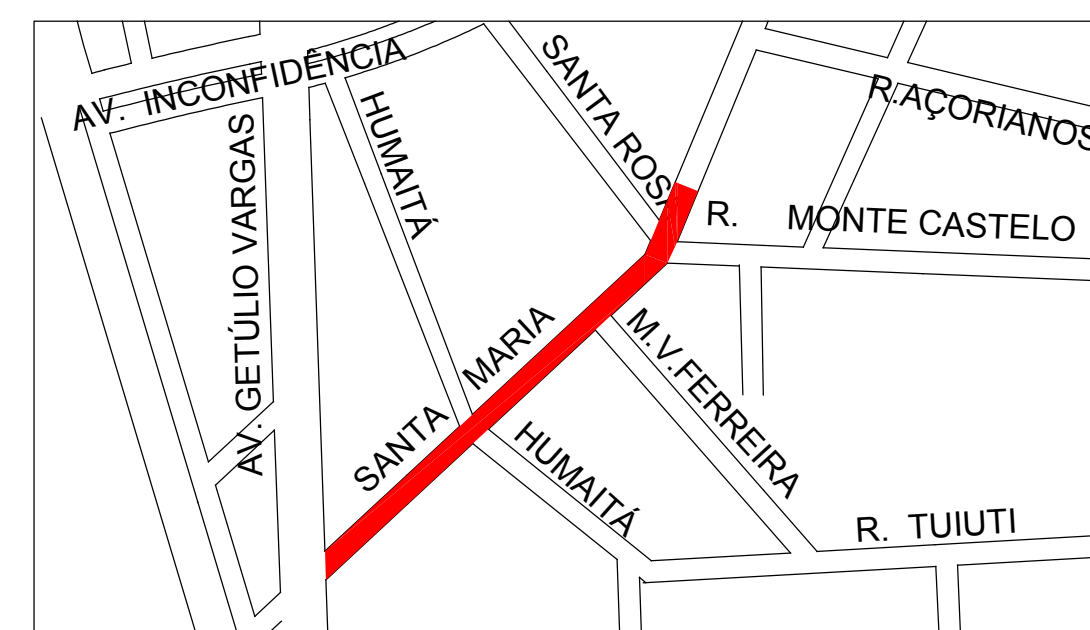 AV. INCONFIDÊNCIA
SANTA ROSA
R.AÇORIANOS
HUMAITÁ
AV. GETÚLIO VARGAS
R. MONTE CASTELO
SANTA MARIA
M.V.FERREIRA
HUMAITÁ
R. TUIUTI